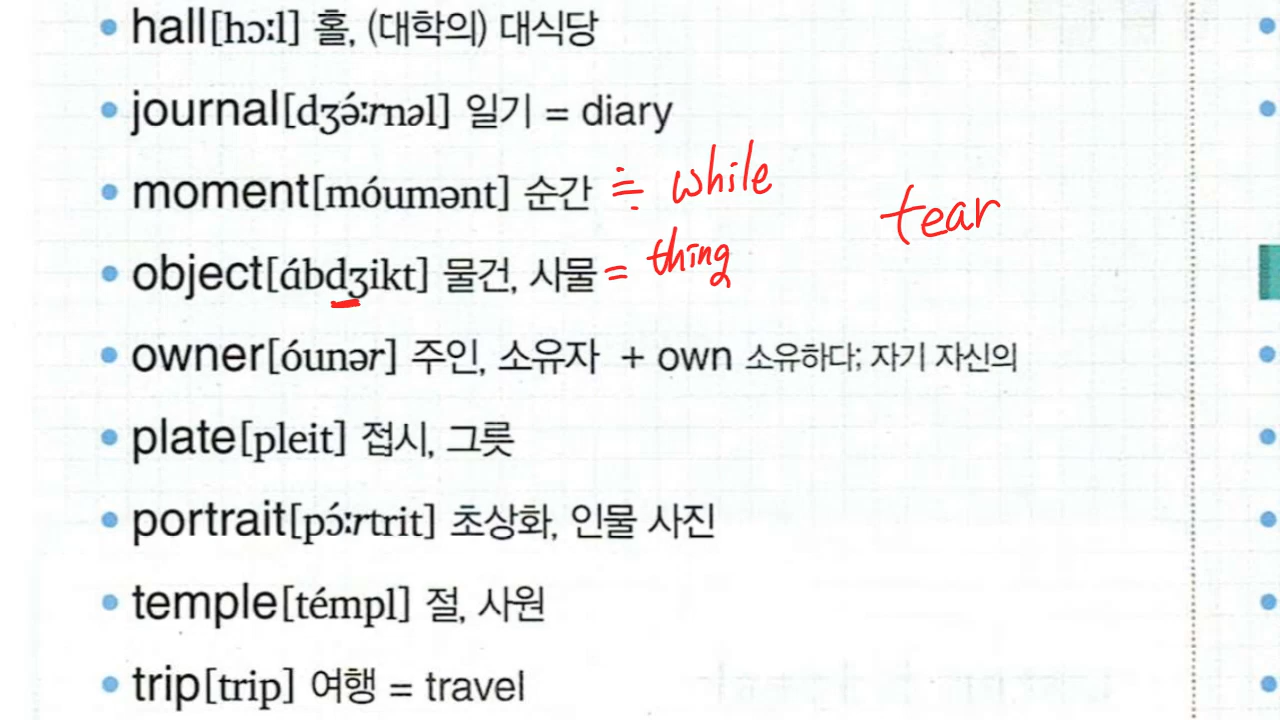 hall[hɔːl] 홀, (대학의) 대식당
journal[dʒə́ːrnəl] 일기 = diary
moment[móumənt] 순간 ≒ while
tear
object[ábdʒikt] 물건, 사물 = thing
owner[óunər] 주인, 소유자 + own 소유하다; 자기 자신의
plate[pleit] 접시, 그릇
portrait[pɔ́ːrtrit] 초상화, 인물 사진
temple[témpl] 절, 사원
trip[trip] 여행 = travel